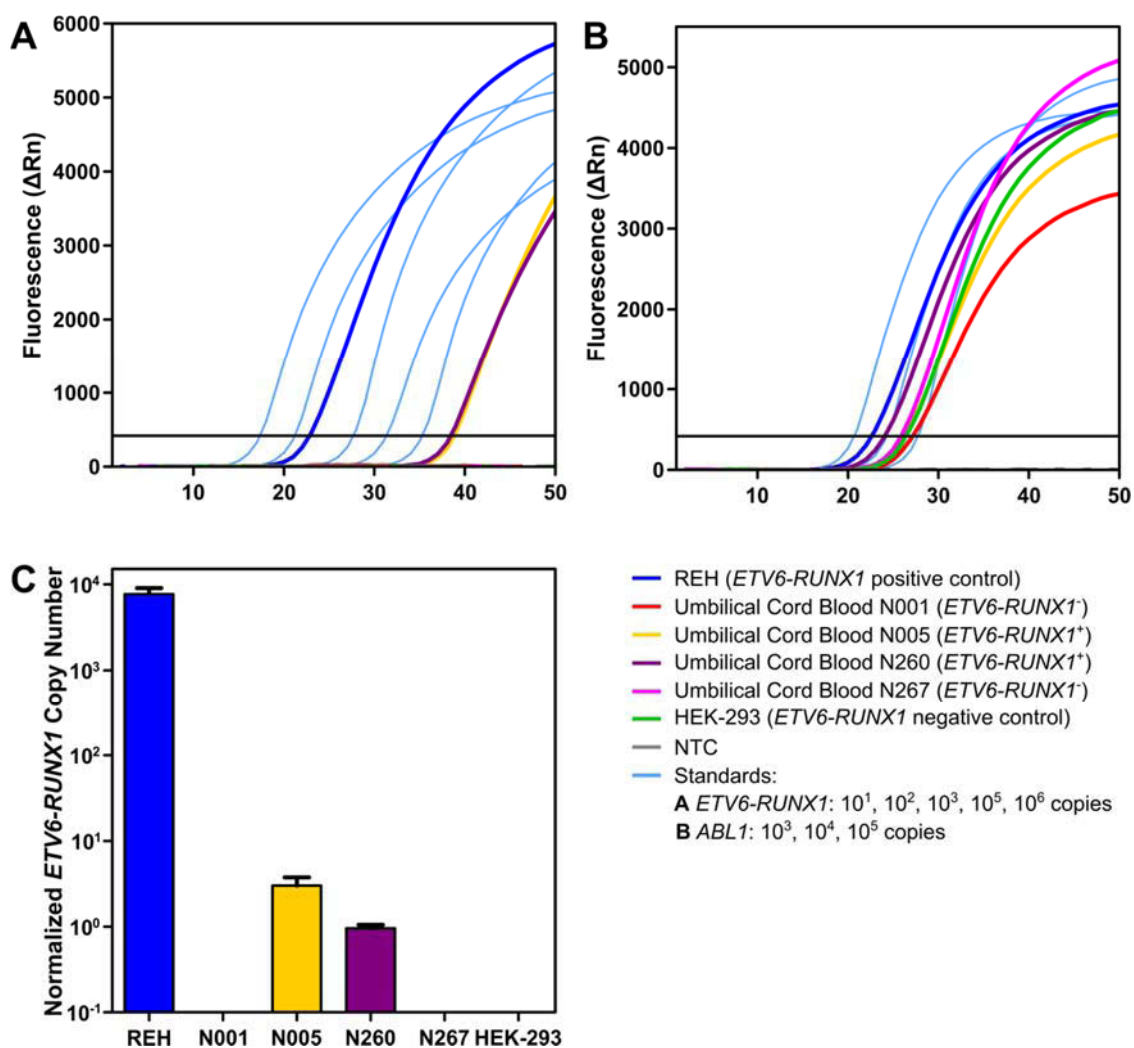 A
Fluorescence (ΔRn)
6000
5000
4000
3000
2000
1000
0
10 20 30 40 50
B
Fluorescence (ΔRn)
5000
4000
3000
2000
1000
0
10 20 30 40 50
C
Normalized ETV6-RUNX1 Copy Number
10⁴
10³
10²
10¹
10⁰
10⁻¹
REH N001 N005 N260 N267 HEK-293
REH (ETV6-RUNX1 positive control)
Umbilical Cord Blood N001 (ETV6-RUNX1⁻)
Umbilical Cord Blood N005 (ETV6-RUNX1⁺)
Umbilical Cord Blood N260 (ETV6-RUNX1⁺)
Umbilical Cord Blood N267 (ETV6-RUNX1⁻)
HEK-293 (ETV6-RUNX1 negative control)
NTC
Standards:
A ETV6-RUNX1: 10¹, 10², 10³, 10⁵, 10⁶ copies
B ABL1: 10³, 10⁴, 10⁵ copies